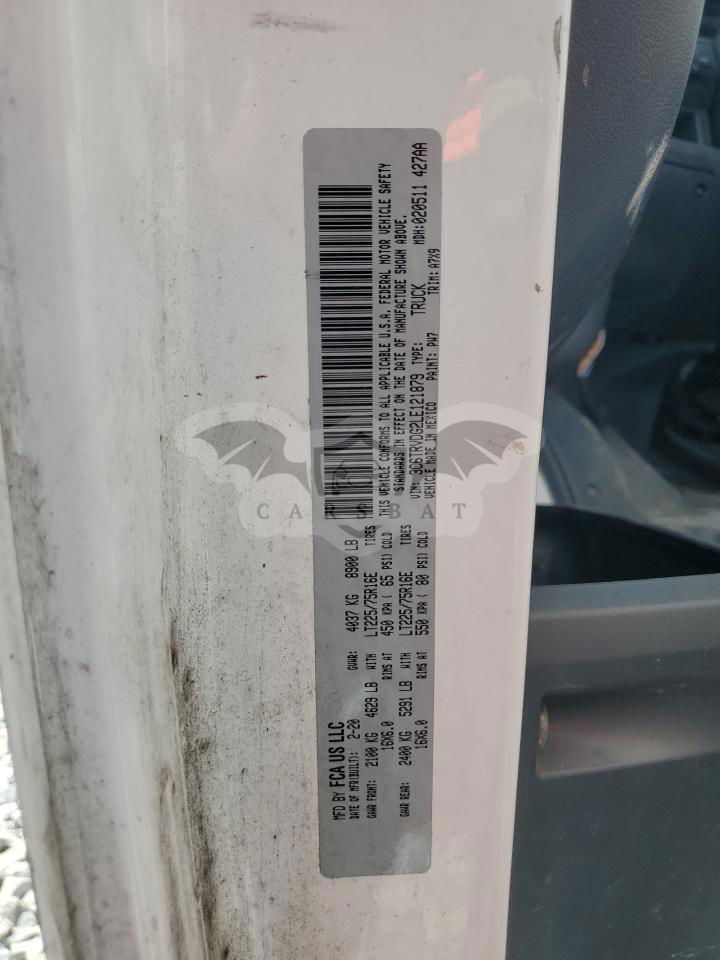 MFD BY FCA US LLC
DATE OF MFR(BUILT): 2-20 GVWR: 4037 KG 8900 LB
GAWR FRONT: 2100 KG 4629 LB WITH LT225/75R16E TIRES
16X6.0 RIMS AT 450 KPA ( 65 PSI) COLD
GAWR REAR: 2400 KG 5291 LB WITH LT225/75R16E TIRES
16X6.0 RIMS AT 550 KPA ( 80 PSI) COLD
THIS VEHICLE CONFORMS TO ALL APPLICABLE U.S.A. FEDERAL MOTOR VEHICLE SAFETY
STANDARDS IN EFFECT ON THE DATE OF MANUFACTURE SHOWN ABOVE.
VIN: 3C6TRVDG2LE121879 TYPE: TRUCK MDH:020511 427AA
VEHICLE MADE IN MEXICO PAINT: PW7 TRIM: A7X9
CARSBAT